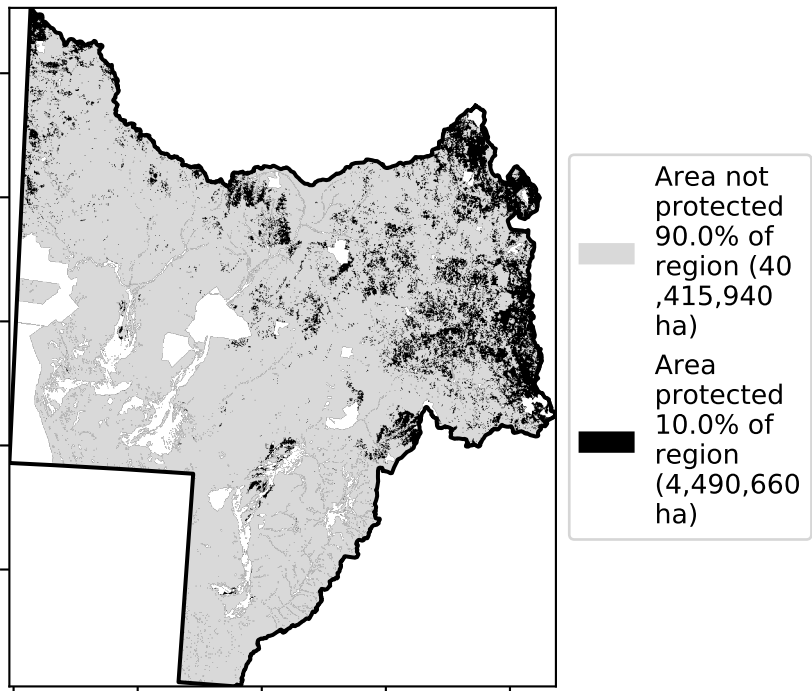 Area not
protected
90.0% of
region (40
,415,940
ha)
Area
protected
10.0% of
region
(4,490,660
ha)